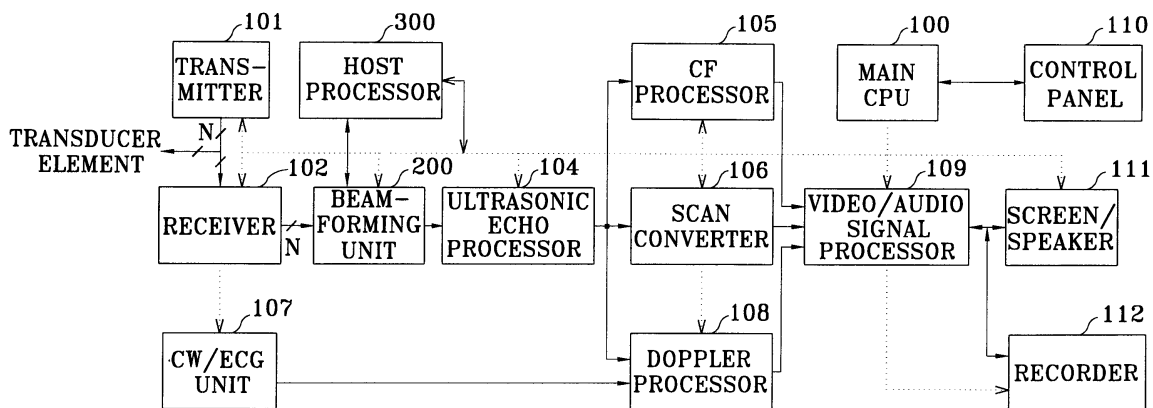 101
300
105
100
110
TRANS-
MITTER
HOST
PROCESSOR
CF
PROCESSOR
MAIN
CPU
CONTROL
PANEL
N
TRANSDUCER
ELEMENT
102
200
104
106
109
111
RECEIVER
N
BEAM-
FORMING
UNIT
ULTRASONIC
ECHO
PROCESSOR
SCAN
CONVERTER
VIDEO/AUDIO
SIGNAL
PROCESSOR
SCREEN/
SPEAKER
107
108
112
CW/ECG
UNIT
DOPPLER
PROCESSOR
RECORDER